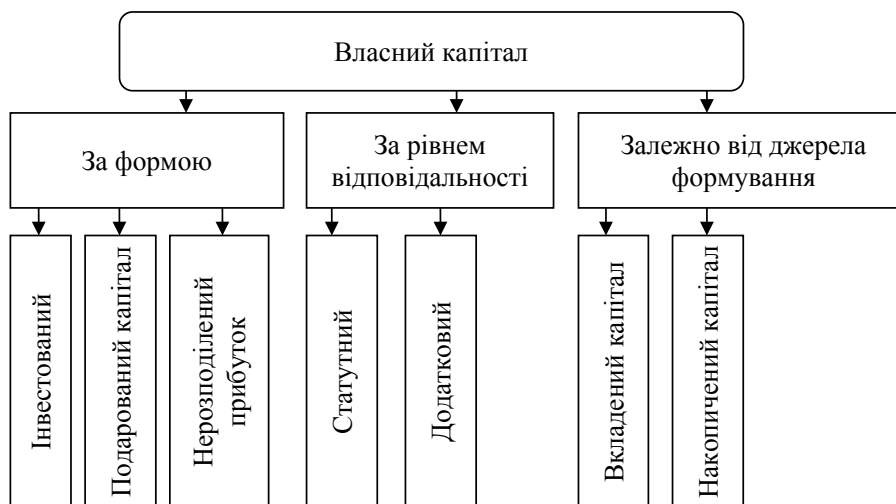 Власний капітал
За формою
За рівнем
відповідальності
Залежно від джерела
формування
Інвестований
Подарований капітал
Нерозподілений
прибуток
Статутний
Додатковий
Вкладений капітал
Накопичений капітал